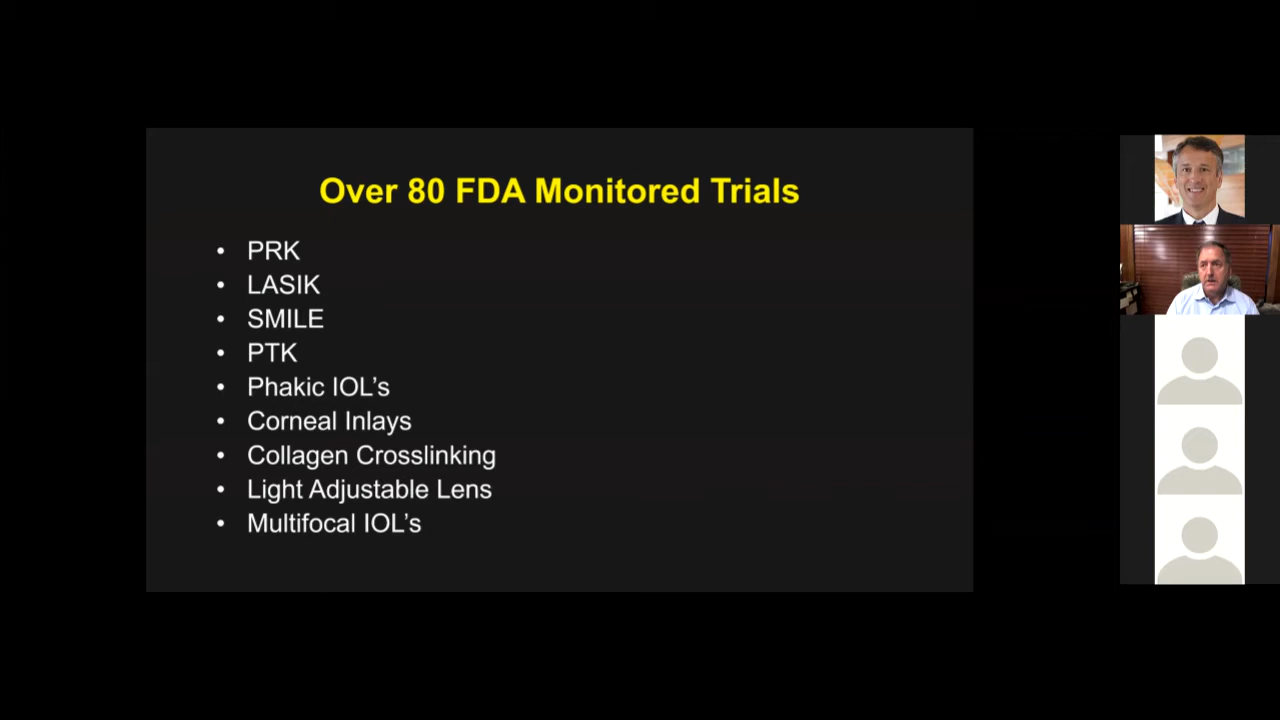 Over 80 FDA Monitored Trials
• PRK
• LASIK
• SMILE
• PTK
• Phakic IOL’s
• Corneal Inlays
• Collagen Crosslinking
• Light Adjustable Lens
• Multifocal IOL’s